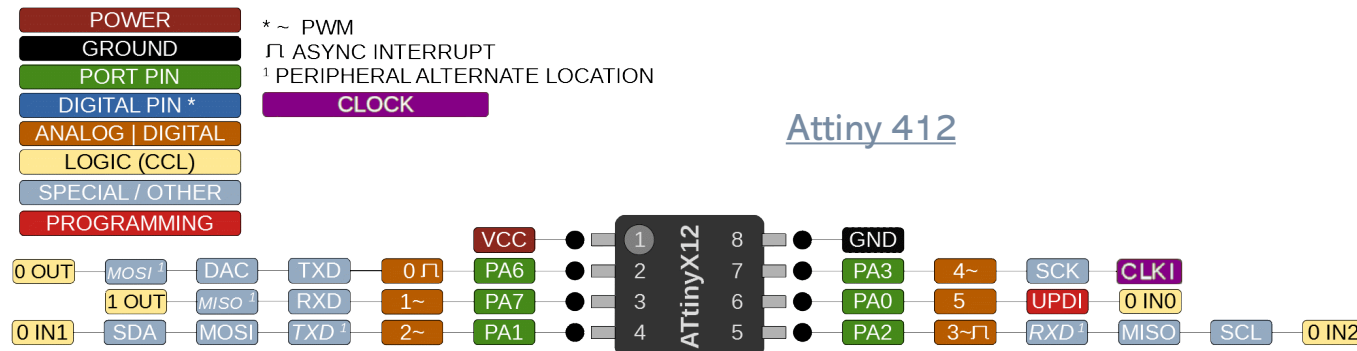 POWER
* ~ PWM
GROUND
⎍ ASYNC INTERRUPT
PORT PIN
¹ PERIPHERAL ALTERNATE LOCATION
DIGITAL PIN *
CLOCK
ANALOG | DIGITAL
Attiny 412
LOGIC (CCL)
SPECIAL / OTHER
PROGRAMMING
VCC 1 ATtinyX12 8 GND
0 OUT MOSI ¹ DAC TXD 0⎍ PA6 2 7 PA3 4~ SCK CLKI
1 OUT MISO ¹ RXD 1~ PA7 3 6 PA0 5 UPDI 0 IN0
0 IN1 SDA MOSI TXD ¹ 2~ PA1 4 5 PA2 3~⎍ RXD ¹ MISO SCL 0 IN2